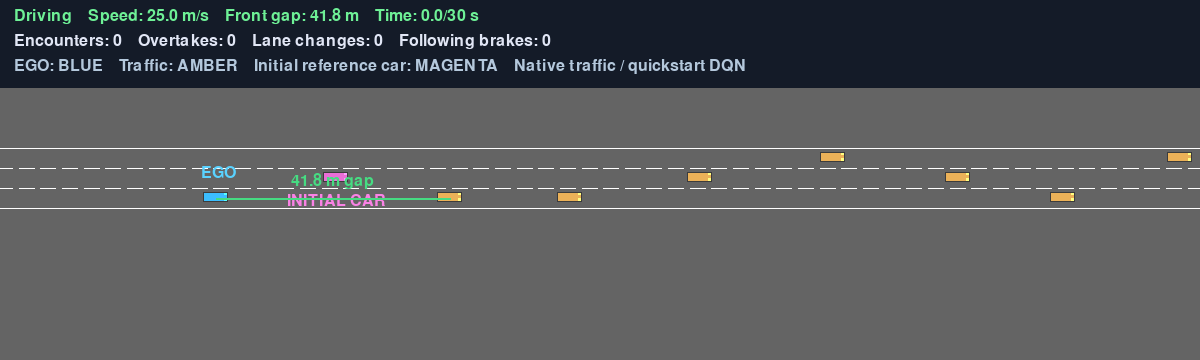 Driving Speed: 25.0 m/s Front gap: 41.8 m Time: 0.0/30 s
Encounters: 0 Overtakes: 0 Lane changes: 0 Following brakes: 0
EGO: BLUE Traffic: AMBER Initial reference car: MAGENTA Native traffic / quickstart DQN
EGO
41.8 m gap
INITIAL CAR